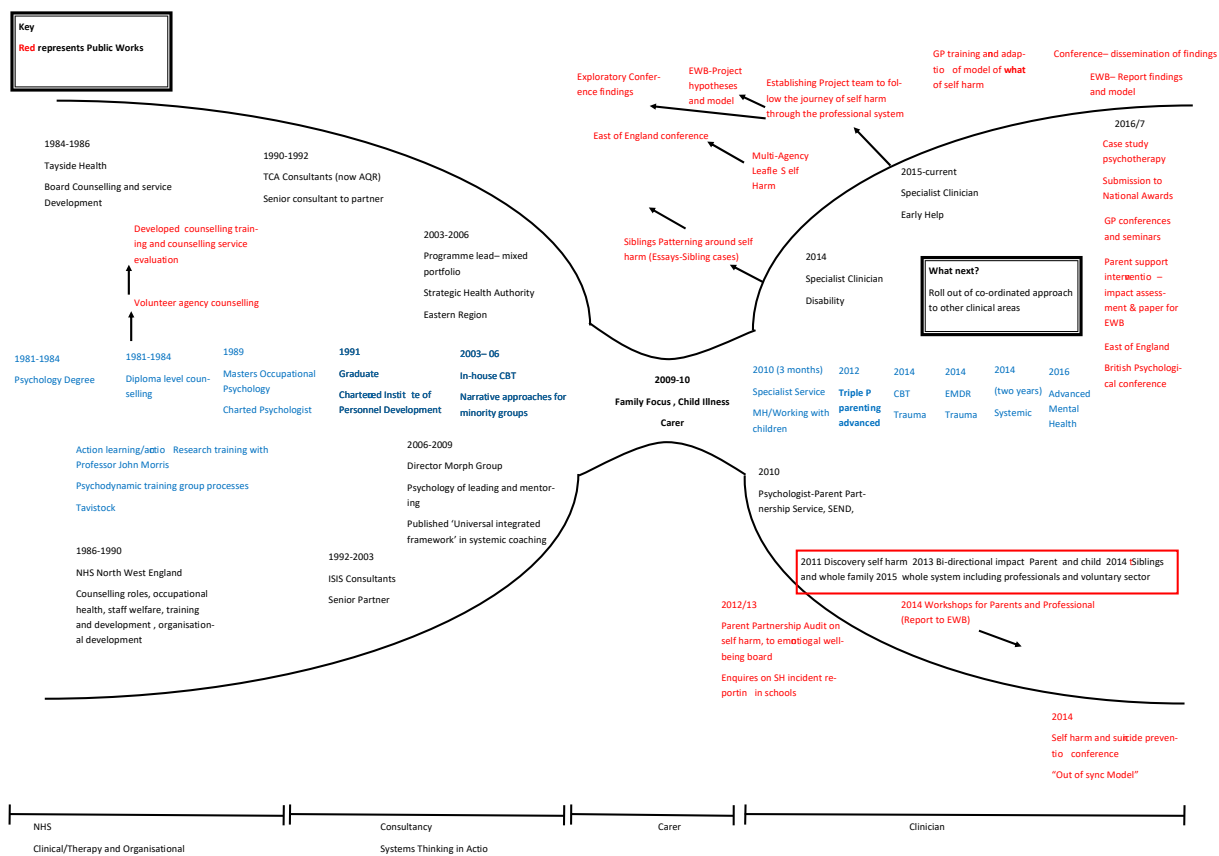 Key
Red represents Public Works
GP training and adap-
tio of model of what
of self harm
Conference– dissemination of findings
EWB– Report findings
and model
Exploratory Confer-
ence findings
EWB-Project
hypotheses
and model
Establishing Project team to fol-
low the journey of self harm
through the professional system
East of England conference
Multi-Agency
Leafle S elf
Harm
2016/7
Case study
psychotherapy
Submission to
National Awards
GP conferences
and seminars
Parent support
interventio –
impact assess-
ment & paper for
EWB
East of England
British Psychologi-
cal conference
1984-1986
Tayside Health
Board Counselling and service
Development
1990-1992
TCA Consultants (now AQR)
Senior consultant to partner
2015-current
Specialist Clinician
Early Help
Developed counselling train-
ing and counselling service
evaluation
2003-2006
Programme lead– mixed
portfolio
Strategic Health Authority
Eastern Region
Siblings Patterning around self
harm (Essays-Sibling cases)
2014
Specialist Clinician
Disability
What next?
Roll out of co-ordinated approach
to other clinical areas
Volunteer agency counselling
1981-1984
Psychology Degree
1981-1984
Diploma level coun-
selling
1989
Masters Occupational
Psychology
Charted Psychologist
1991
Graduate
Chartered Instit te of
Personnel Development
2003– 06
In-house CBT
Narrative approaches for
minority groups
2009-10
Family Focus , Child Illness
Carer
2010 (3 months)
Specialist Service
MH/Working with
children
2012
Triple P
parenting
advanced
2014
CBT
Trauma
2014
EMDR
Trauma
2014
(two years)
Systemic
2016
Advanced
Mental
Health
Action learning/actio Research training with
Professor John Morris
Psychodynamic training group processes
Tavistock
2006-2009
Director Morph Group
Psychology of leading and mentor-
ing
Published ‘Universal integrated
framework’ in systemic coaching
2010
Psychologist-Parent Part-
nership Service, SEND,
1986-1990
NHS North West England
Counselling roles, occupational
health, staff welfare, training
and development , organisation-
al development
1992-2003
ISIS Consultants
Senior Partner
2011 Discovery self harm 2013 Bi-directional impact Parent and child 2014 tSiblings
and whole family 2015 whole system including professionals and voluntary sector
2012/13
Parent Partnership Audit on
self harm, to emotiogal well-
being board
Enquires on SH incident re-
portin in schools
2014 Workshops for Parents and Professional
(Report to EWB)
2014
Self harm and suicide preven-
tio conference
“Out of sync Model”
NHS
Clinical/Therapy and Organisational
Consultancy
Systems Thinking in Actio
Carer
Clinician